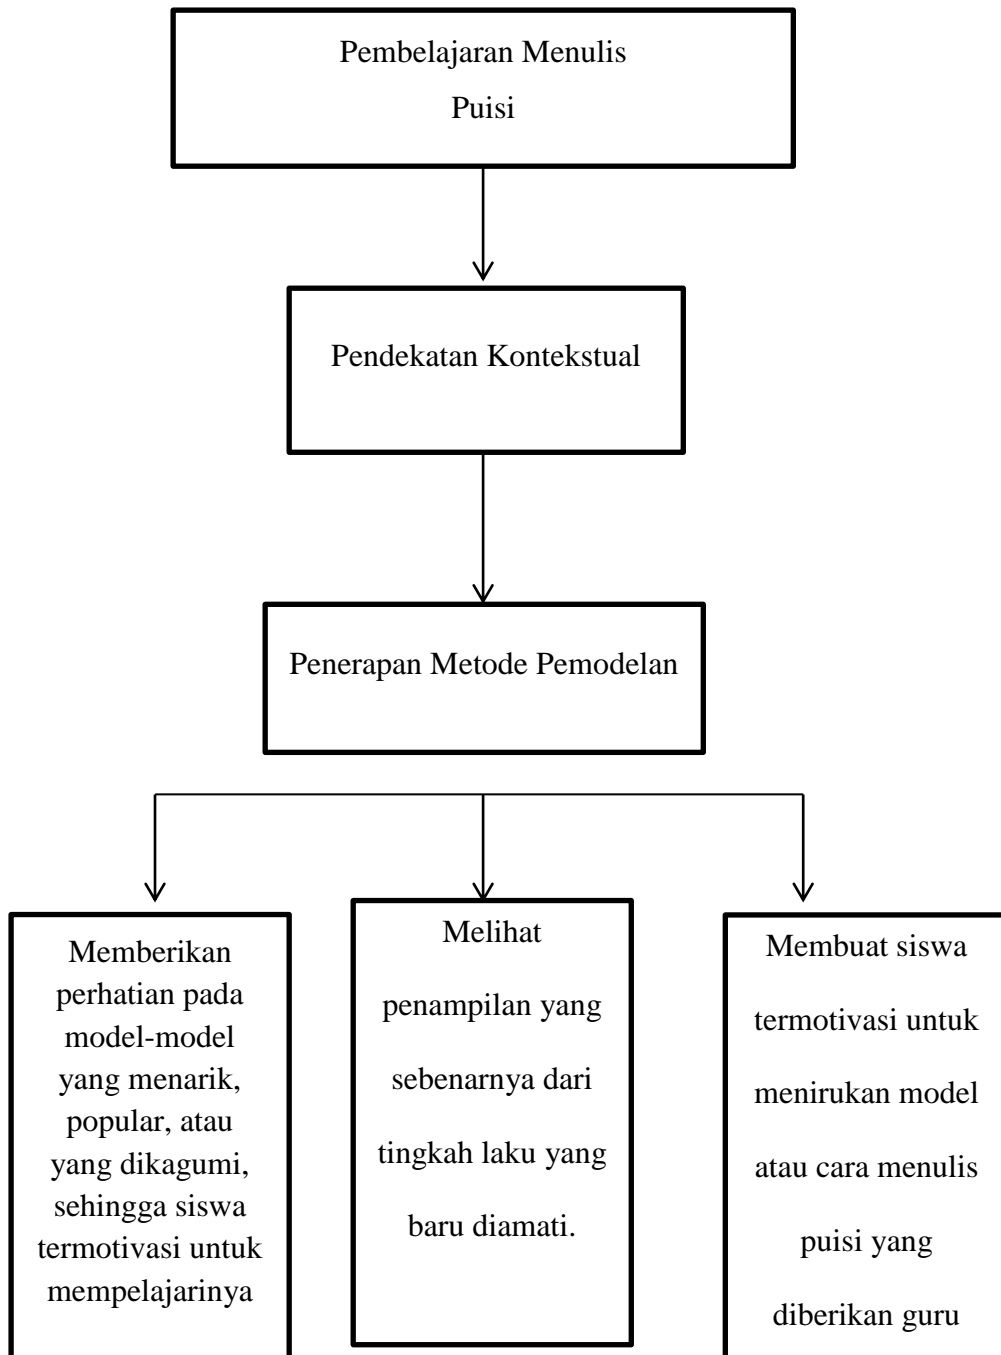 Pembelajaran Menulis
Puisi
Pendekatan Kontekstual
Penerapan Metode Pemodelan
Memberikan
perhatian pada
model-model
yang menarik,
popular, atau
yang dikagumi,
sehingga siswa
termotivasi untuk
mempelajarinya
Melihat
penampilan yang
sebenarnya dari
tingkah laku yang
baru diamati.
Membuat siswa
termotivasi untuk
menirukan model
atau cara menulis
puisi yang
diberikan guru